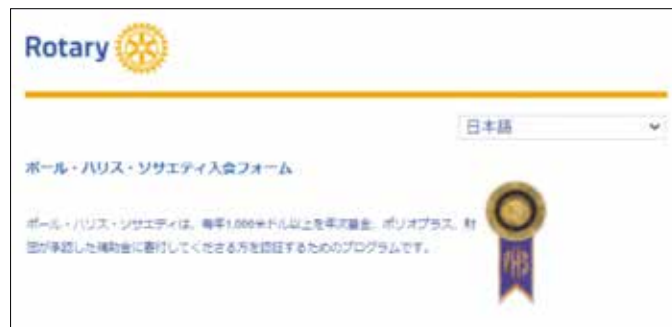 Rotary
日本語
ポール・ハリス・ソサエティ入会フォーム
ポール・ハリス・ソサエティは、毎年1,000米ドル以上を年次基金、ポリオプラス、財
団が承認した補助金に寄付してくださる方を認証するためのプログラムです。
PHS